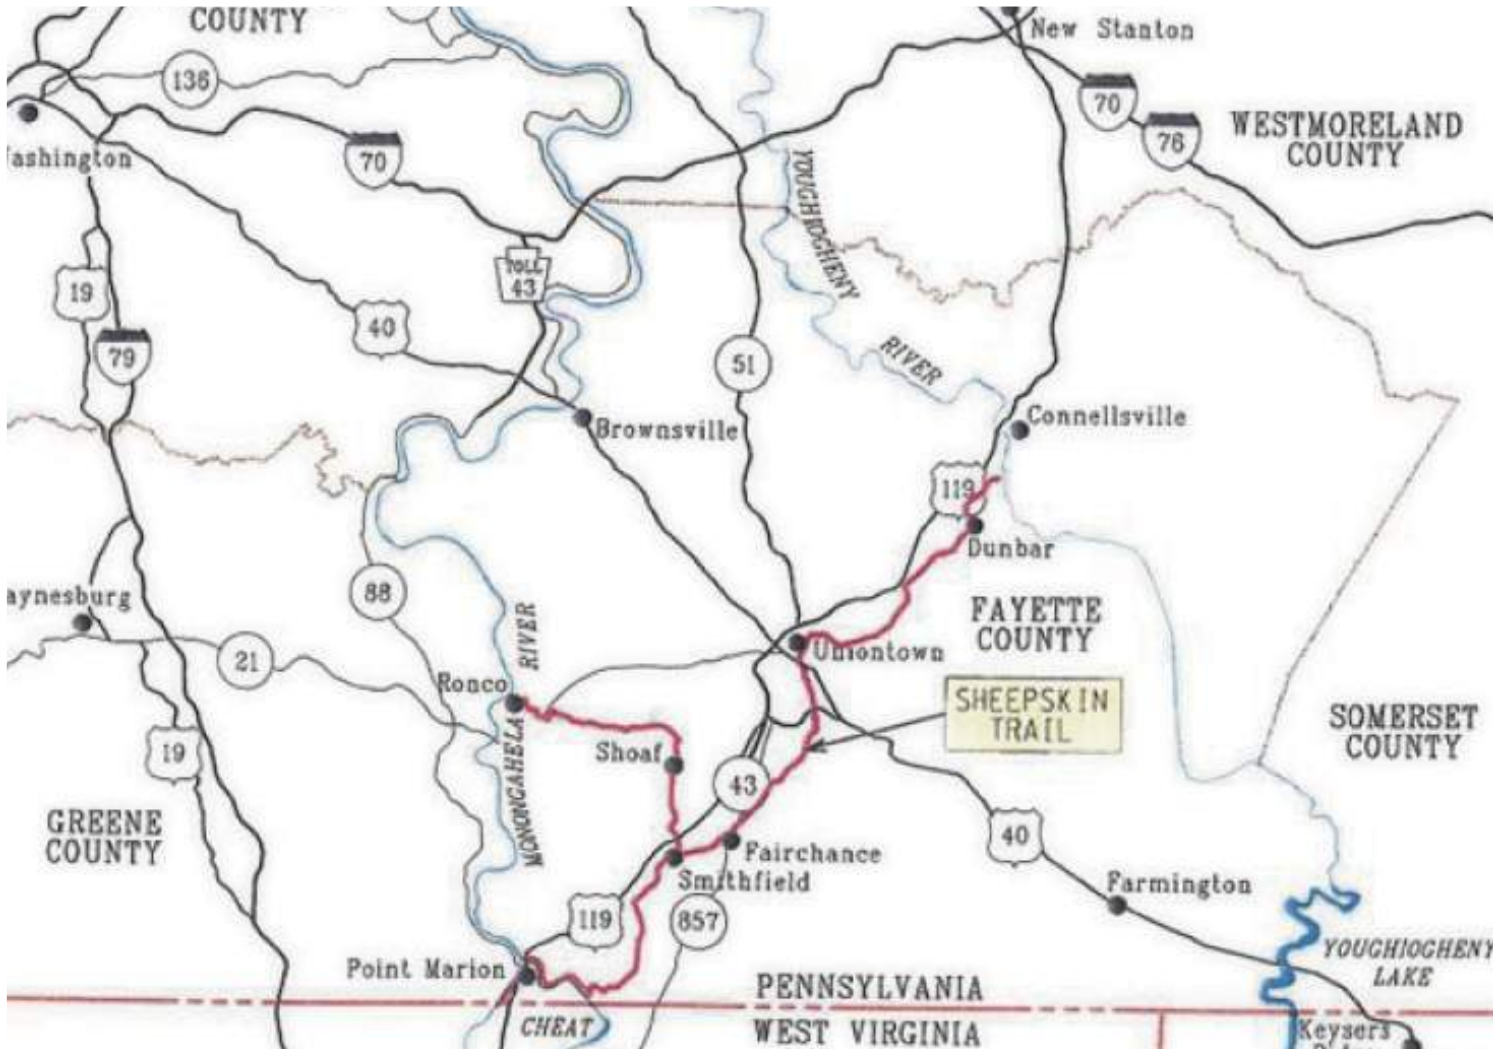 COUNTY
New Stanton
136
70
76
WESTMORELAND
COUNTY
ashington
70
YOUGHIOGHENY
RIVER
TOLL
43
19
40
79
51
Connellsville
Brownsville
119
Dunbar
88
aynesburg
FAYETTE
COUNTY
RIVER
21
Uniontown
Ronco
SHEEPSKIN
TRAIL
SOMERSET
COUNTY
19
Shoaf
MONONGAHELA
43
GREENE
COUNTY
40
Fairchance
Smithfield
Farmington
119
857
YOUGHIOGHENY
LAKE
Point Marion
PENNSYLVANIA
CHEAT
WEST VIRGINIA
Keysers